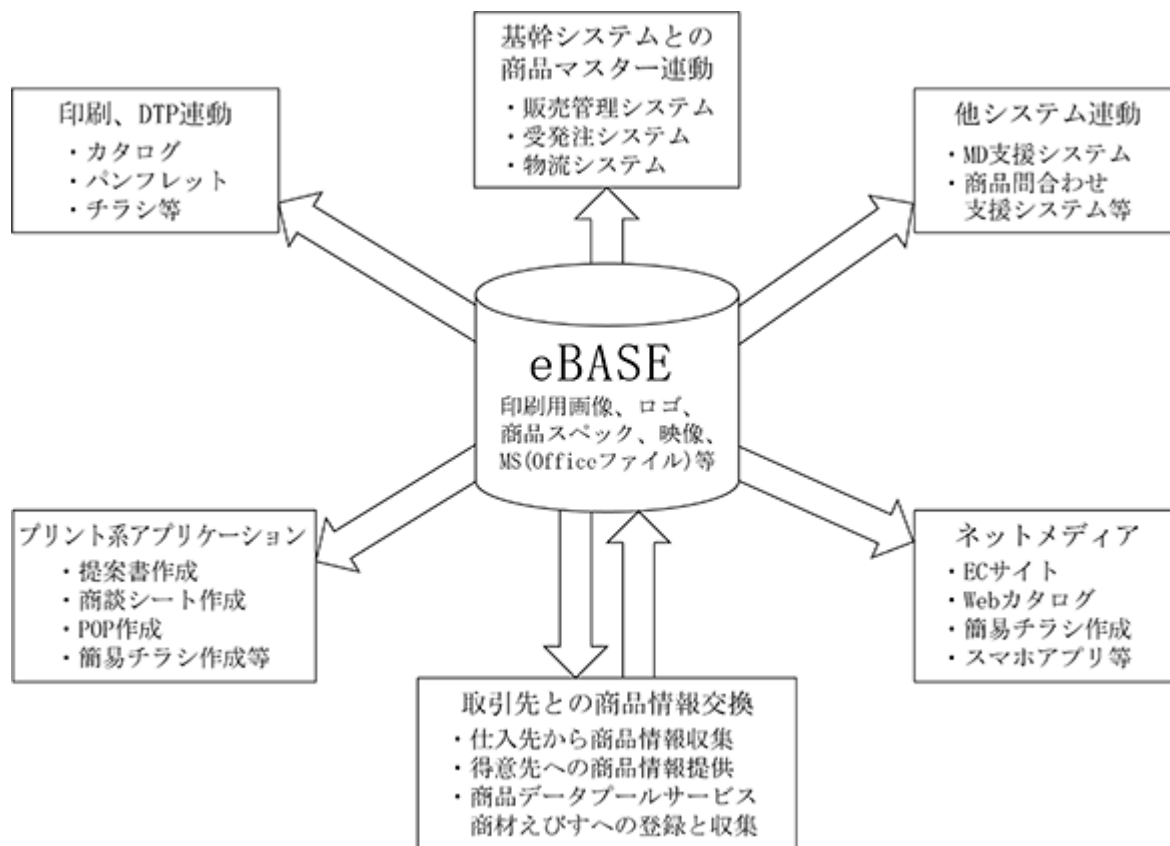 基幹システムとの
商品マスター連動
・販売管理システム
・受発注システム
・物流システム
印刷、DTP連動
・カタログ
・パンフレット
・チラシ等
他システム連動
・MD支援システム
・商品問合わせ
支援システム等
eBASE
印刷用画像、ロゴ、
商品スペック、映像、
MS(Officeファイル)等
プリント系アプリケーション
・提案書作成
・商談シート作成
・POP作成
・簡易チラシ作成等
ネットメディア
・ECサイト
・Webカタログ
・簡易チラシ作成
・スマホアプリ等
取引先との商品情報交換
・仕入先から商品情報収集
・得意先への商品情報提供
・商品データプールサービス
商材えびすへの登録と収集